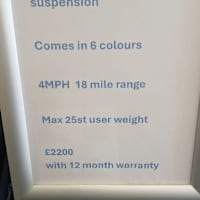 suspension
Comes in 6 colours
4MPH 18 mile range
Max 25st user weight
£2200
with 12 month warranty